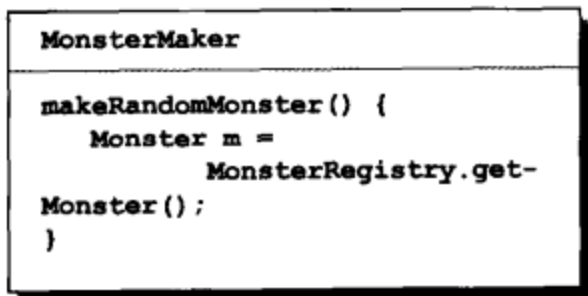 MonsterMaker
makeRandomMonster() {
Monster m =
MonsterRegistry.get-
Monster();
}